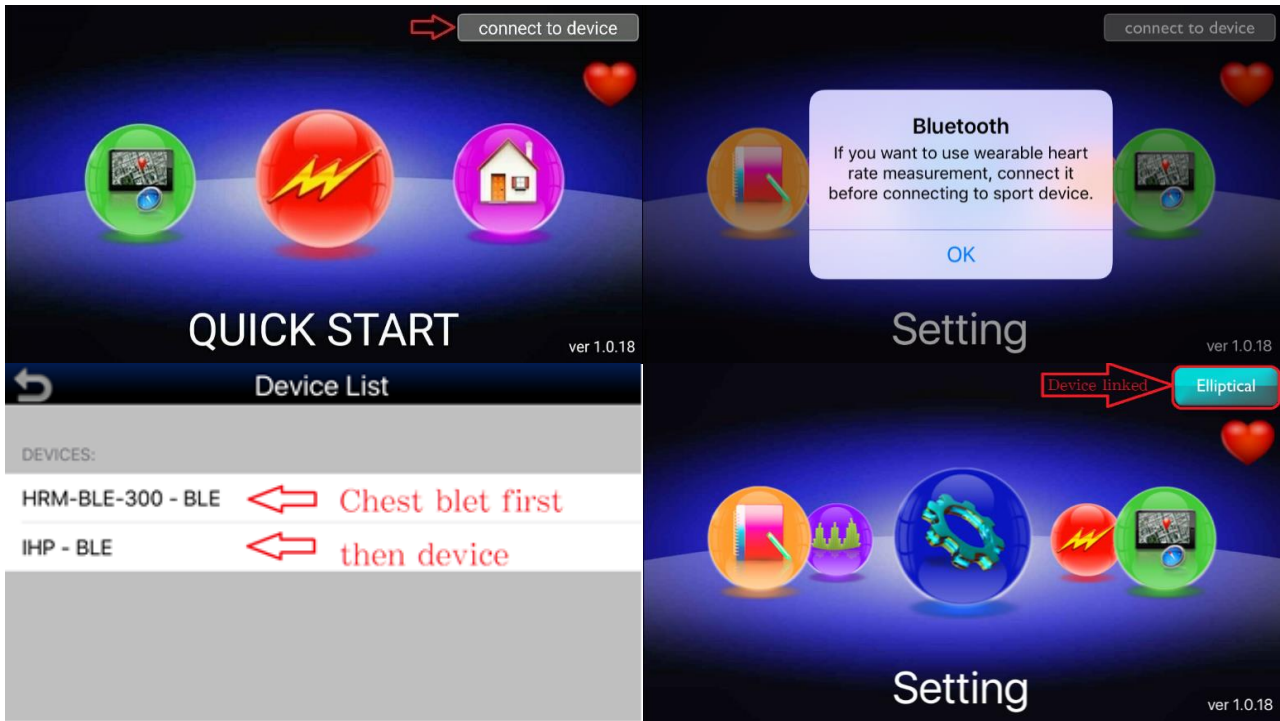 connect to device
QUICK START
ver 1.0.18
connect to device
Bluetooth
If you want to use wearable heart
rate measurement, connect it
before connecting to sport device.
OK
Setting
ver 1.0.18
Device List
DEVICES:
HRM-BLE-300 - BLE
Chest blet first
IHP - BLE
then device
Device linked
Elliptical
Setting
ver 1.0.18